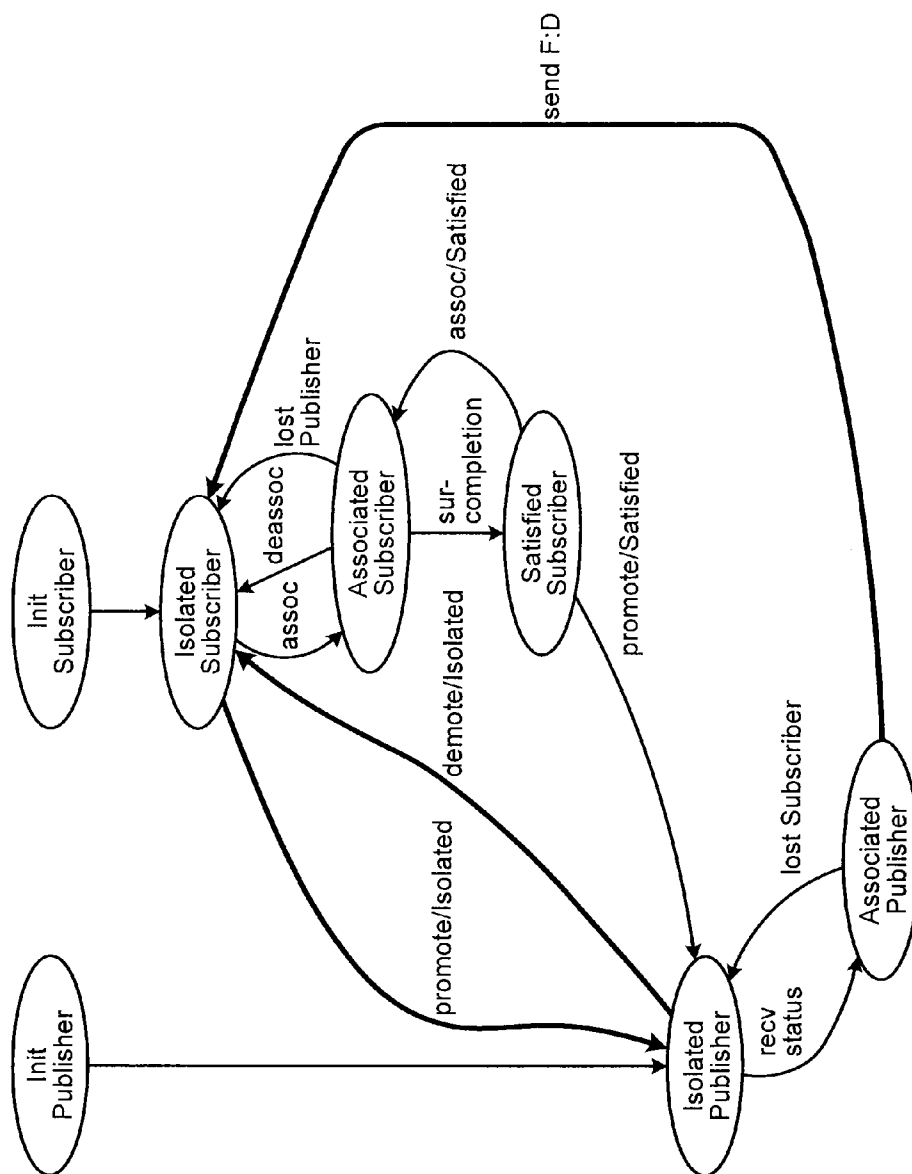 Init
Publisher
Init
Subscriber
Isolated
Subscriber
promote/Isolated
demote/Isolated
assoc
deassoc
lost
Publisher
Associated
Subscriber
sur-
completion
assoc/Satisfied
Satisfied
Subscriber
promote/Satisfied
send F:D
Isolated
Publisher
recv
status
lost Subscriber
Associated
Publisher